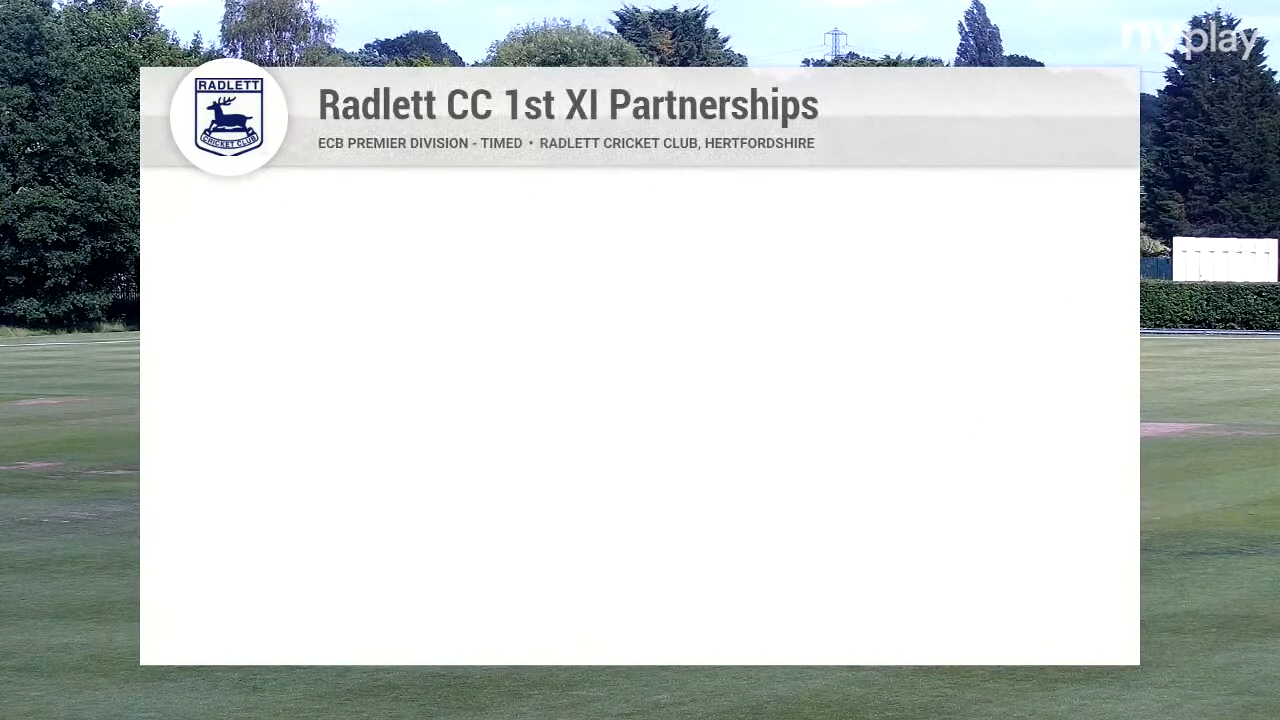 nvplay
RADLETT
CRICKET CLUB
Radlett CC 1st XI Partnerships
ECB PREMIER DIVISION - TIMED • RADLETT CRICKET CLUB, HERTFORDSHIRE